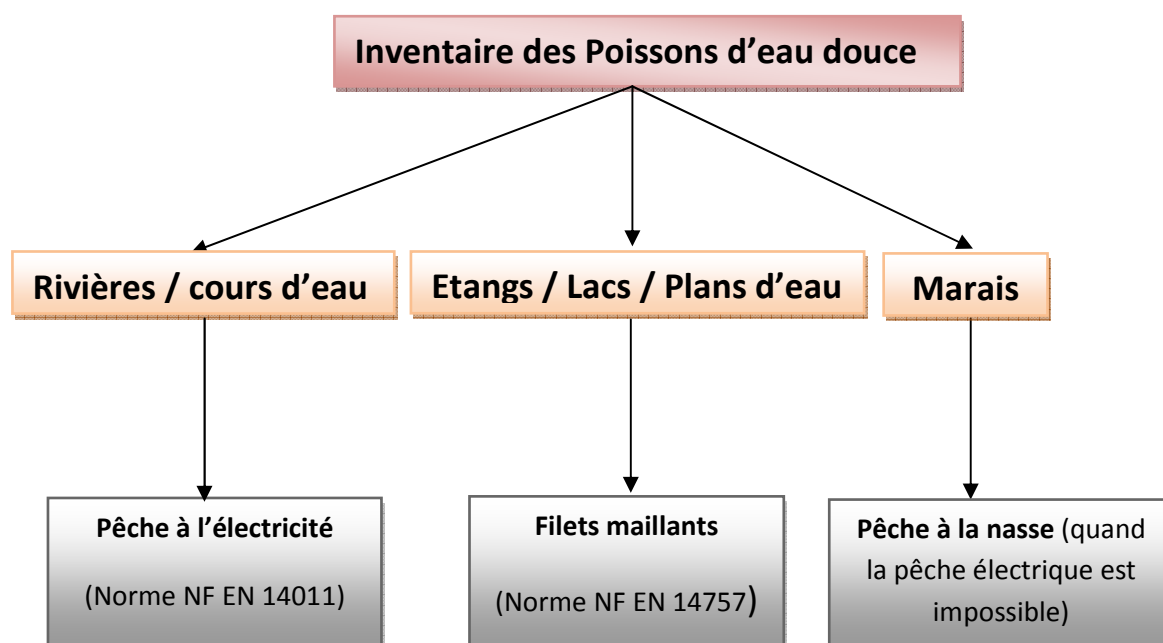 Inventaire des Poissons d’eau douce
Rivières / cours d’eau
Etangs / Lacs / Plans d’eau
Marais
Pêche à l’électricité
(Norme NF EN 14011)
Filets maillants
(Norme NF EN 14757)
Pêche à la nasse (quand
la pêche électrique est
impossible)